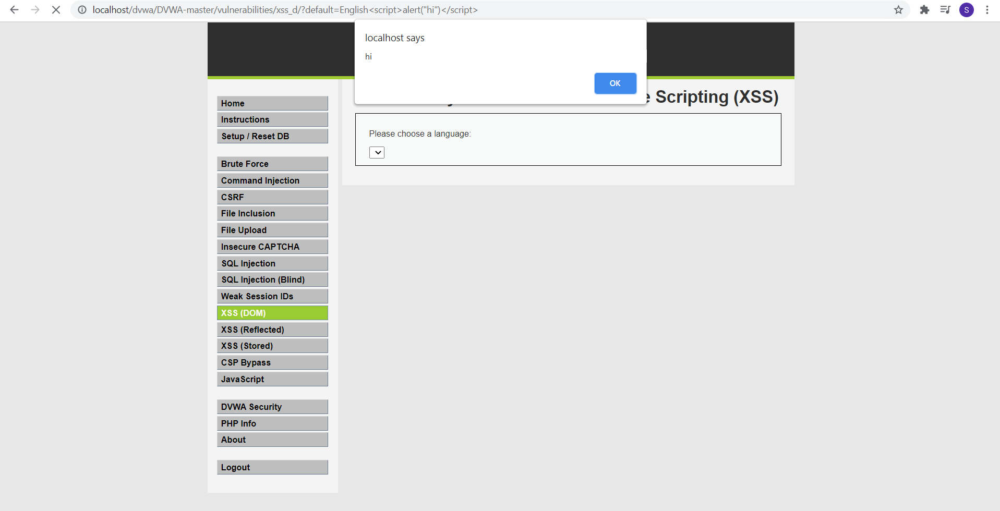 localhost/dvwa/DVWA-master/vulnerabilities/xss_d/?default=English<script>alert("hi")</script>
S
localhost says
hi
OK
Scripting (XSS)
Please choose a language:
Home
Instructions
Setup / Reset DB
Brute Force
Command Injection
CSRF
File Inclusion
File Upload
Insecure CAPTCHA
SQL Injection
SQL Injection (Blind)
Weak Session IDs
XSS (DOM)
XSS (Reflected)
XSS (Stored)
CSP Bypass
JavaScript
DVWA Security
PHP Info
About
Logout